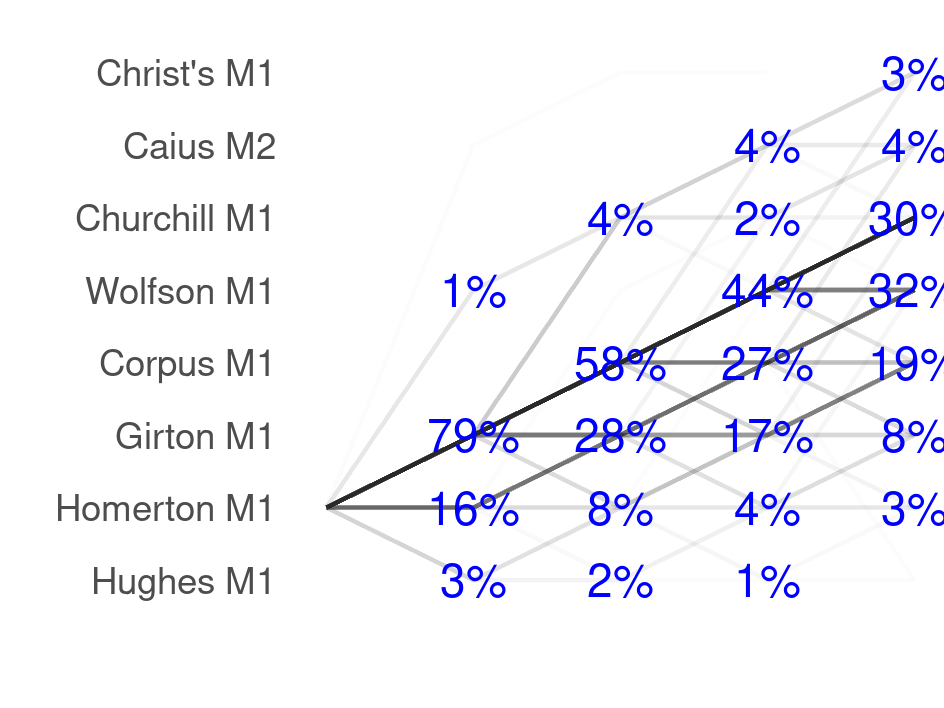 Christ's M1 3%
Caius M2 4% 4%
Churchill M1 4% 2% 30%
Wolfson M1 1% 44% 32%
Corpus M1 58% 27% 19%
Girton M1 79% 28% 17% 8%
Homerton M1 16% 8% 4% 3%
Hughes M1 3% 2% 1%